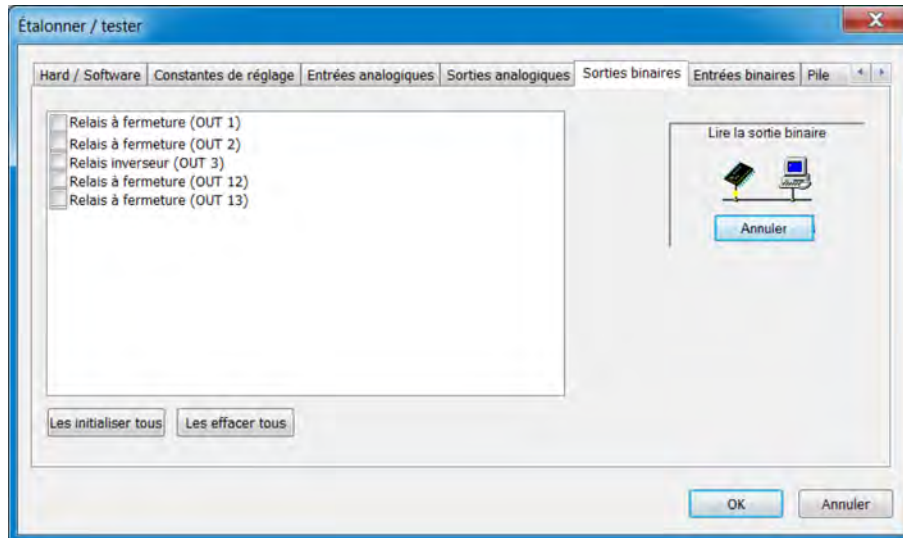 Étalonner / tester
Hard / Software Constantes de réglage Entrées analogiques Sorties analogiques Sorties binaires Entrées binaires Pile
Relais à fermeture (OUT 1)
Relais à fermeture (OUT 2)
Relais inverseur (OUT 3)
Relais à fermeture (OUT 12)
Relais à fermeture (OUT 13)
Lire la sortie binaire
Annuler
Les initialiser tous Les effacer tous
OK Annuler